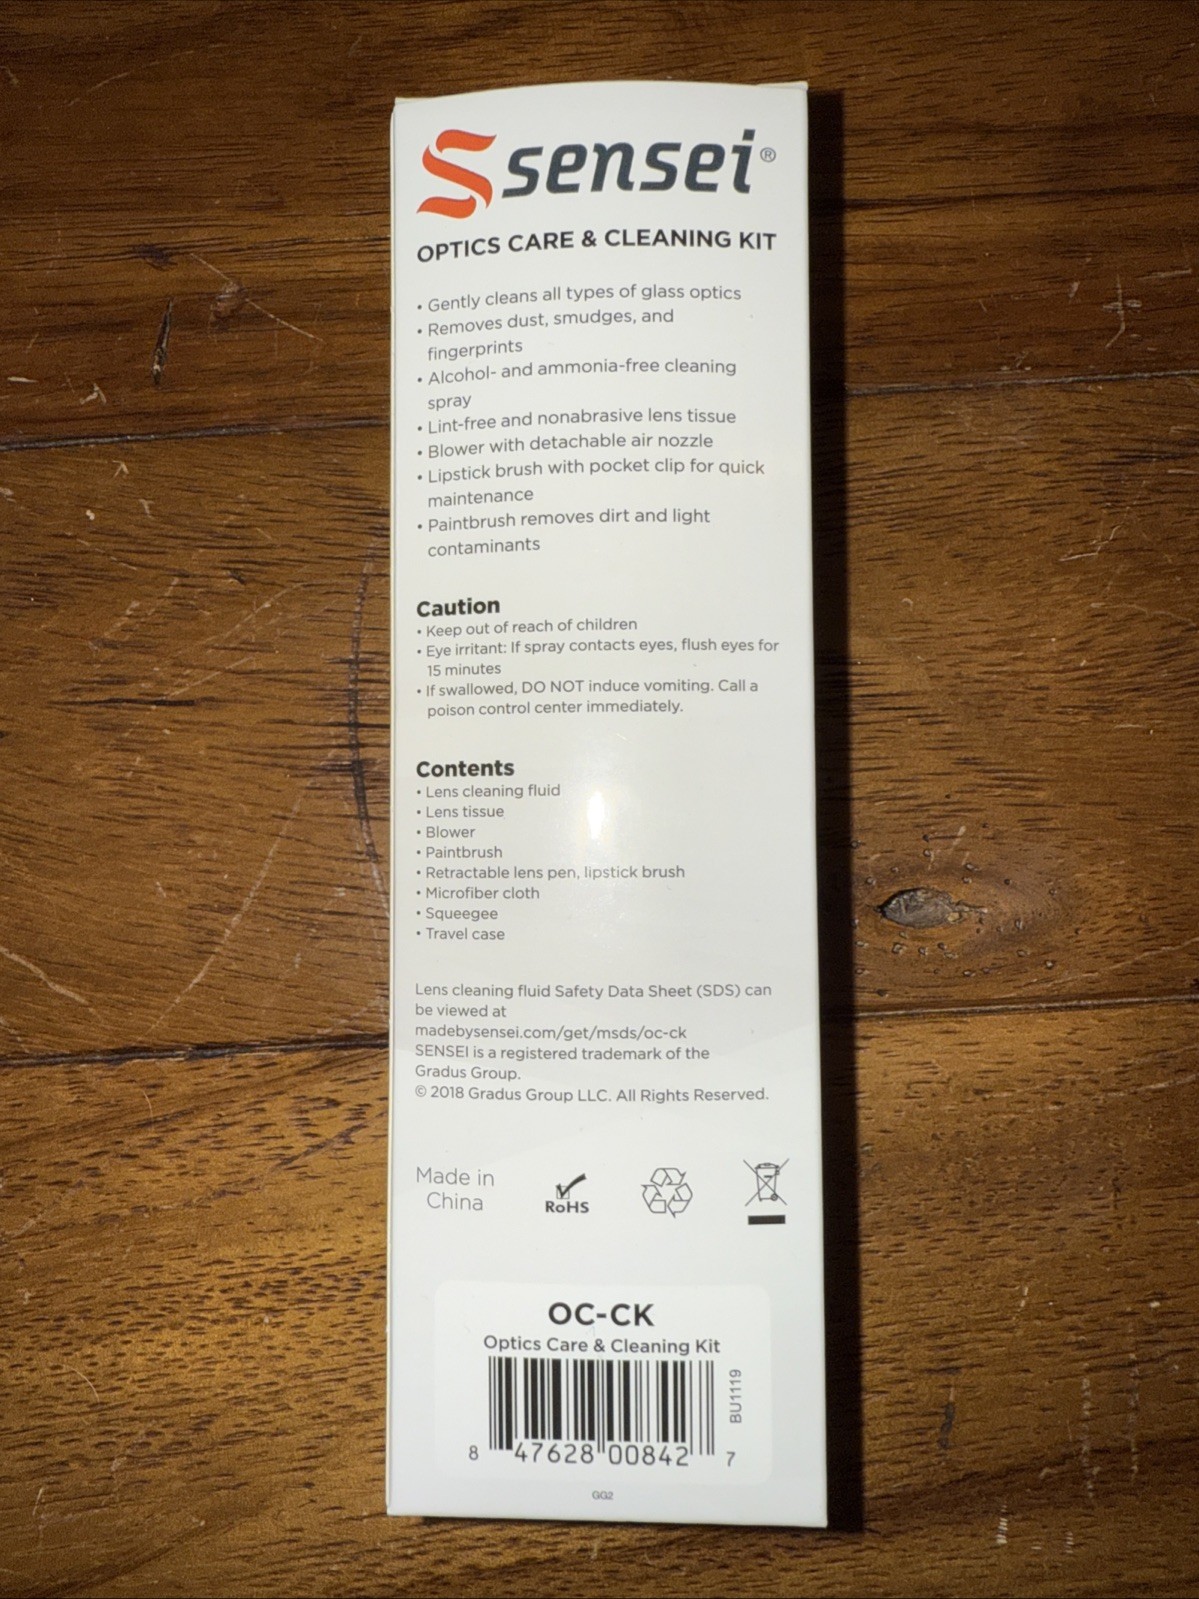 sensei®
OPTICS CARE & CLEANING KIT
• Gently cleans all types of glass optics
• Removes dust, smudges, and
fingerprints
• Alcohol- and ammonia-free cleaning
spray
• Lint-free and nonabrasive lens tissue
• Blower with detachable air nozzle
• Lipstick brush with pocket clip for quick
maintenance
• Paintbrush removes dirt and light
contaminants
Caution
• Keep out of reach of children
• Eye irritant: If spray contacts eyes, flush eyes for
15 minutes
• If swallowed, DO NOT induce vomiting. Call a
poison control center immediately.
Contents
• Lens cleaning fluid
• Lens tissue
• Blower
• Paintbrush
• Retractable lens pen, lipstick brush
• Microfiber cloth
• Squeegee
• Travel case
Lens cleaning fluid Safety Data Sheet (SDS) can
be viewed at
madebysensei.com/get/msds/oc-ck
SENSEI is a registered trademark of the
Gradus Group.
© 2018 Gradus Group LLC. All Rights Reserved.
Made in
China
RoHS
OC-CK
Optics Care & Cleaning Kit
BU1119
8 47628 00842 7
GG2